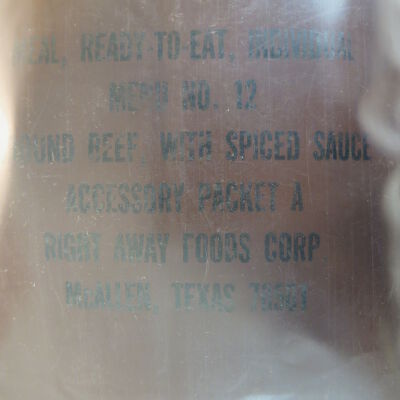 MEAL, READY-TO-EAT, INDIVIDUAL
MENU NO. 12
GROUND BEEF, WITH SPICED SAUCE
ACCESSORY PACKET A
RIGHT AWAY FOODS CORP
McALLEN, TEXAS 78501